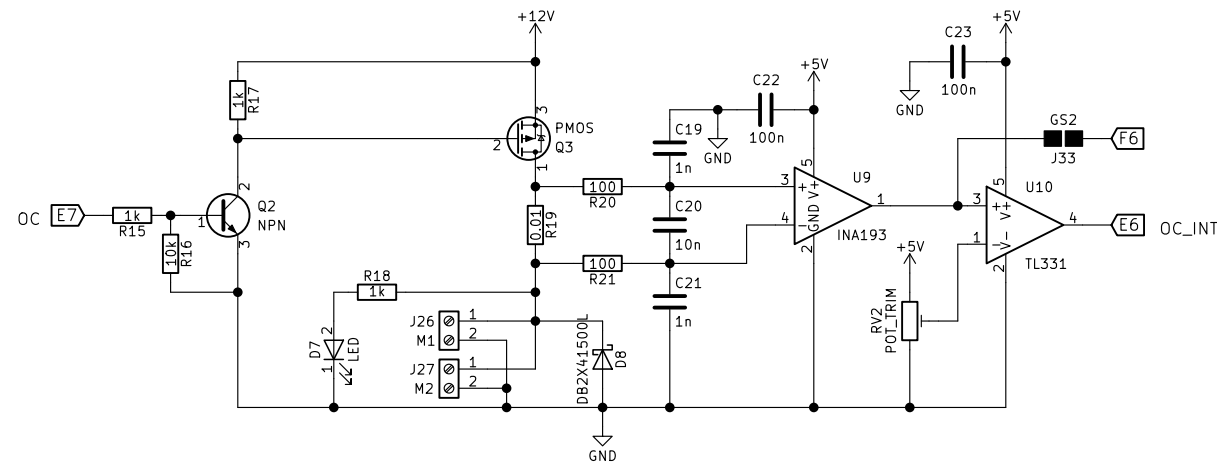 +12V
+5V
C23
100n
GND
R17
1k
C22
+5V
100n
GND
3
PMOS
Q3
2
1
C19
1n
GS2
J33
F6
2
Q2
NPN
1
3
OC
E7
1k
R15
10k
R16
100
R20
0.01
R19
C20
10n
100
R21
C21
1n
3
4
5
+
-
V+
GND
2
U9
1
INA193
5
U10
3
1
+
-
V+
V-
2
4
TL331
E6
OC_INT
+5V
RV2
POT_TRIM
R18
1k
2
D7
LED
1
J26
M1
1
2
J27
M2
1
2
DB2X41500L
D8
GND